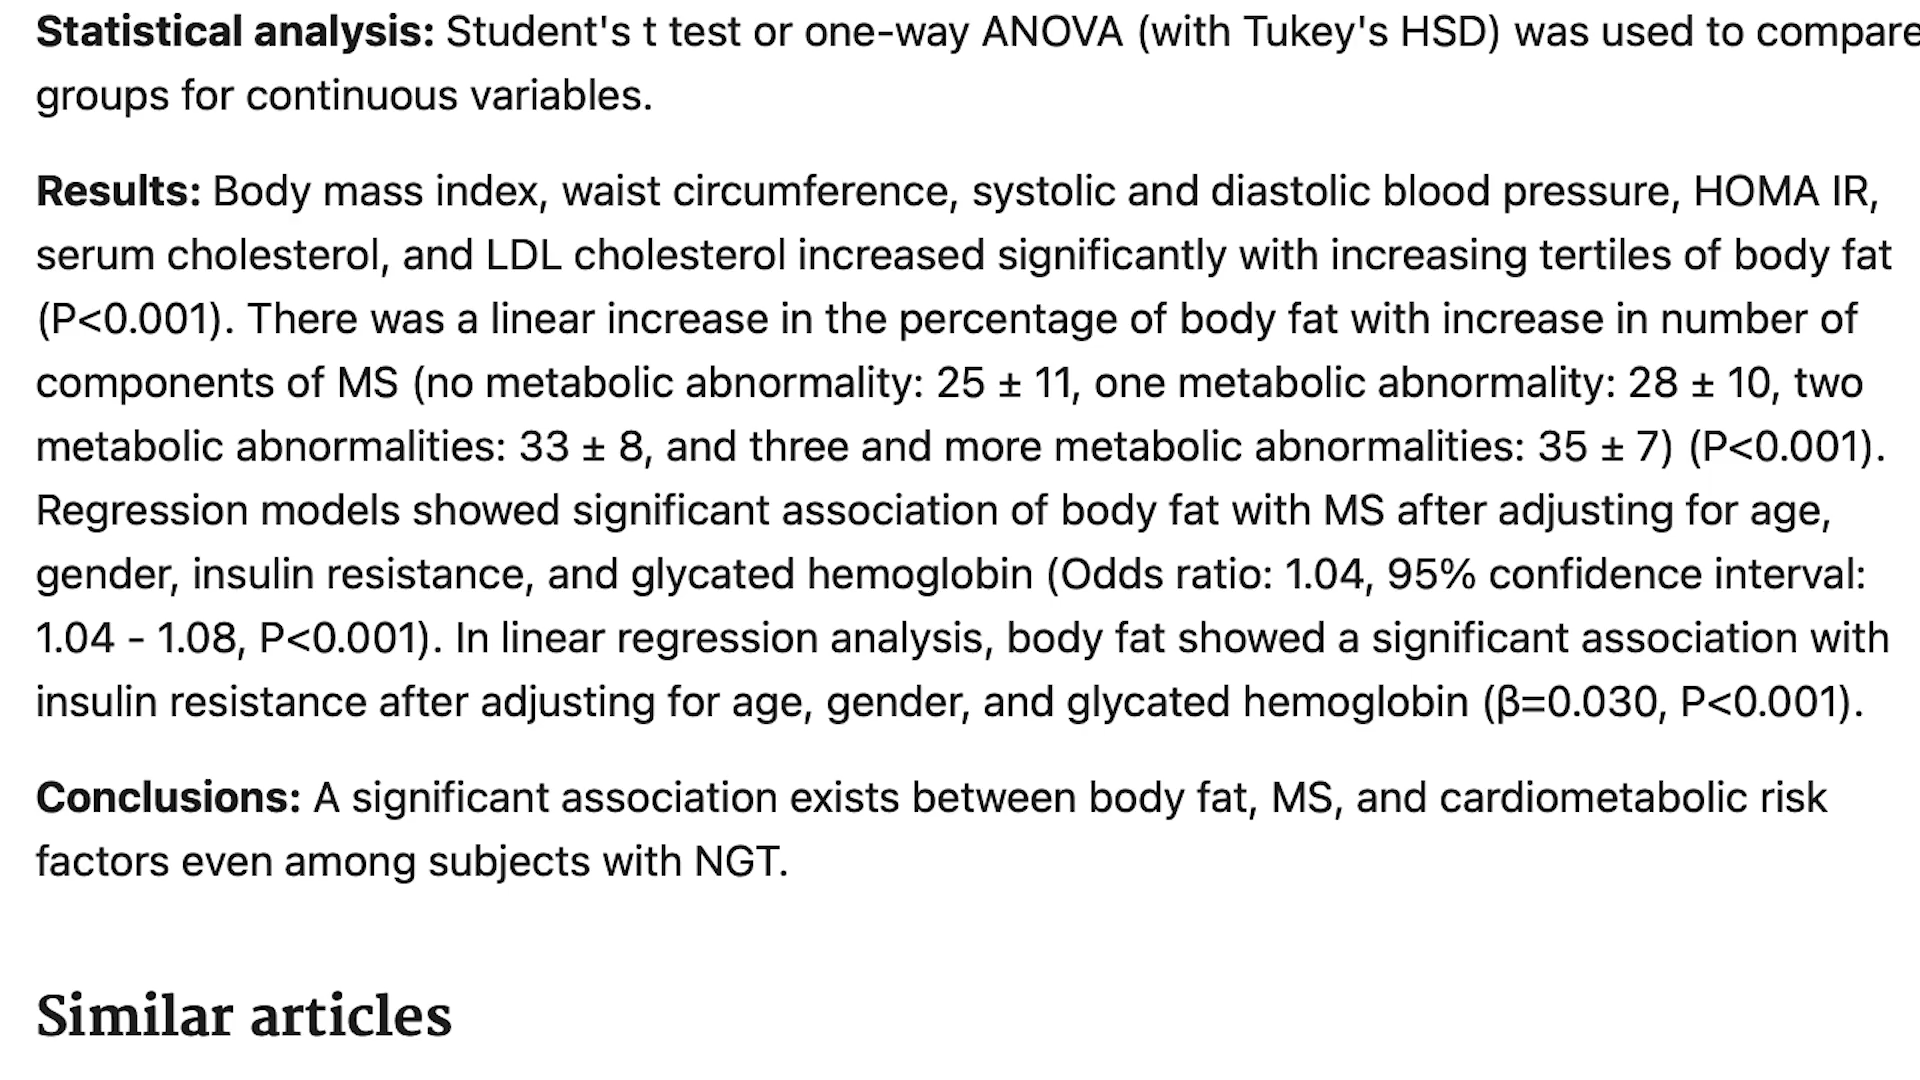 Statistical analysis: Student's t test or one-way ANOVA (with Tukey's HSD) was used to compare
groups for continuous variables.
Results: Body mass index, waist circumference, systolic and diastolic blood pressure, HOMA IR,
serum cholesterol, and LDL cholesterol increased significantly with increasing tertiles of body fat
(P<0.001). There was a linear increase in the percentage of body fat with increase in number of
components of MS (no metabolic abnormality: 25 ± 11, one metabolic abnormality: 28 ± 10, two
metabolic abnormalities: 33 ± 8, and three and more metabolic abnormalities: 35 ± 7) (P<0.001).
Regression models showed significant association of body fat with MS after adjusting for age,
gender, insulin resistance, and glycated hemoglobin (Odds ratio: 1.04, 95% confidence interval:
1.04 - 1.08, P<0.001). In linear regression analysis, body fat showed a significant association with
insulin resistance after adjusting for age, gender, and glycated hemoglobin (β=0.030, P<0.001).
Conclusions: A significant association exists between body fat, MS, and cardiometabolic risk
factors even among subjects with NGT.
Similar articles